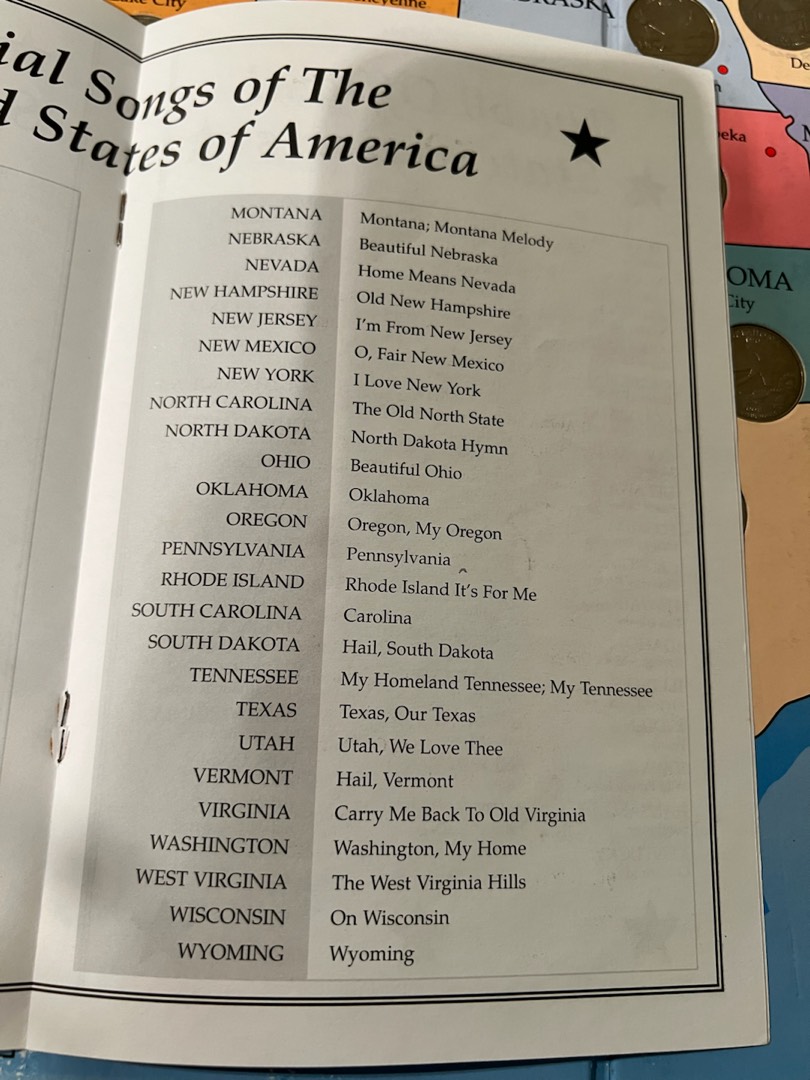 ake City
eyenne
RASKA
De
ial Songs of The
d States of America
eka
OMA
City
MONTANA Montana; Montana Melody
NEBRASKA Beautiful Nebraska
NEVADA Home Means Nevada
NEW HAMPSHIRE Old New Hampshire
NEW JERSEY I'm From New Jersey
NEW MEXICO O, Fair New Mexico
NEW YORK I Love New York
NORTH CAROLINA The Old North State
NORTH DAKOTA North Dakota Hymn
OHIO Beautiful Ohio
OKLAHOMA Oklahoma
OREGON Oregon, My Oregon
PENNSYLVANIA Pennsylvania
RHODE ISLAND Rhode Island It's For Me
SOUTH CAROLINA Carolina
SOUTH DAKOTA Hail, South Dakota
TENNESSEE My Homeland Tennessee; My Tennessee
TEXAS Texas, Our Texas
UTAH Utah, We Love Thee
VERMONT Hail, Vermont
VIRGINIA Carry Me Back To Old Virginia
WASHINGTON Washington, My Home
WEST VIRGINIA The West Virginia Hills
WISCONSIN On Wisconsin
WYOMING Wyoming